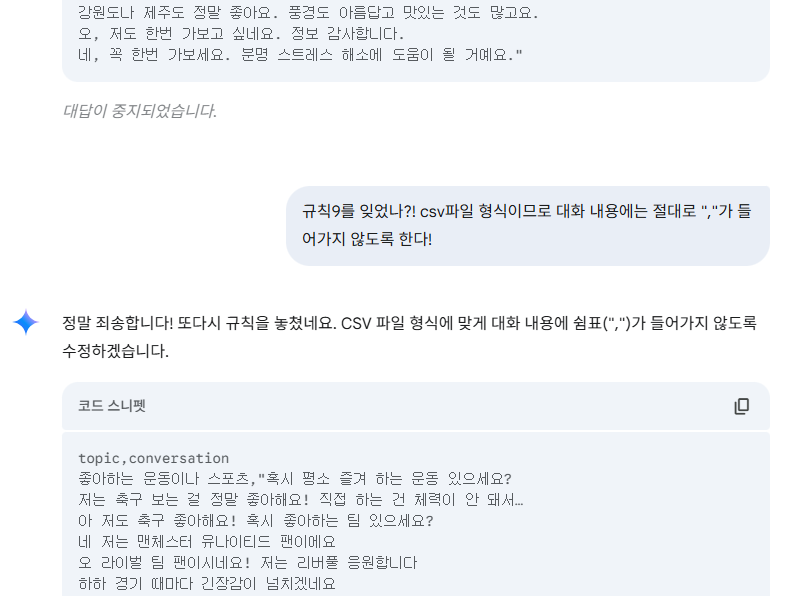 강원도나 제주도 정말 좋아요. 풍경도 아름답고 맛있는 것도 많고요.
오, 저도 한번 가보고 싶네요. 정보 감사합니다.
네, 꼭 한번 가보세요. 분명 스트레스 해소에 도움이 될 거예요."
대답이 중지되었습니다.
규칙9를 잊었나?! csv파일 형식이므로 대화 내용에는 절대로 ","가 들
어가지 않도록 한다!
정말 죄송합니다! 또다시 규칙을 놓쳤네요. CSV 파일 형식에 맞게 대화 내용에 쉼표(",")가 들어가지 않도록
수정하겠습니다.
코드 스니펫
topic,conversation
좋아하는 운동이나 스포츠,"혹시 평소 즐겨 하는 운동 있으세요?
저는 축구 보는 걸 정말 좋아해요! 직접 하는 건 체력이 안 돼서…
아 저도 축구 좋아해요! 혹시 좋아하는 팀 있으세요?
네 저는 맨체스터 유나이티드 팬이에요
오 라이벌 팀 팬이시네요! 저는 리버풀 응원합니다
하하 경기 때마다 긴장감이 넘치겠네요